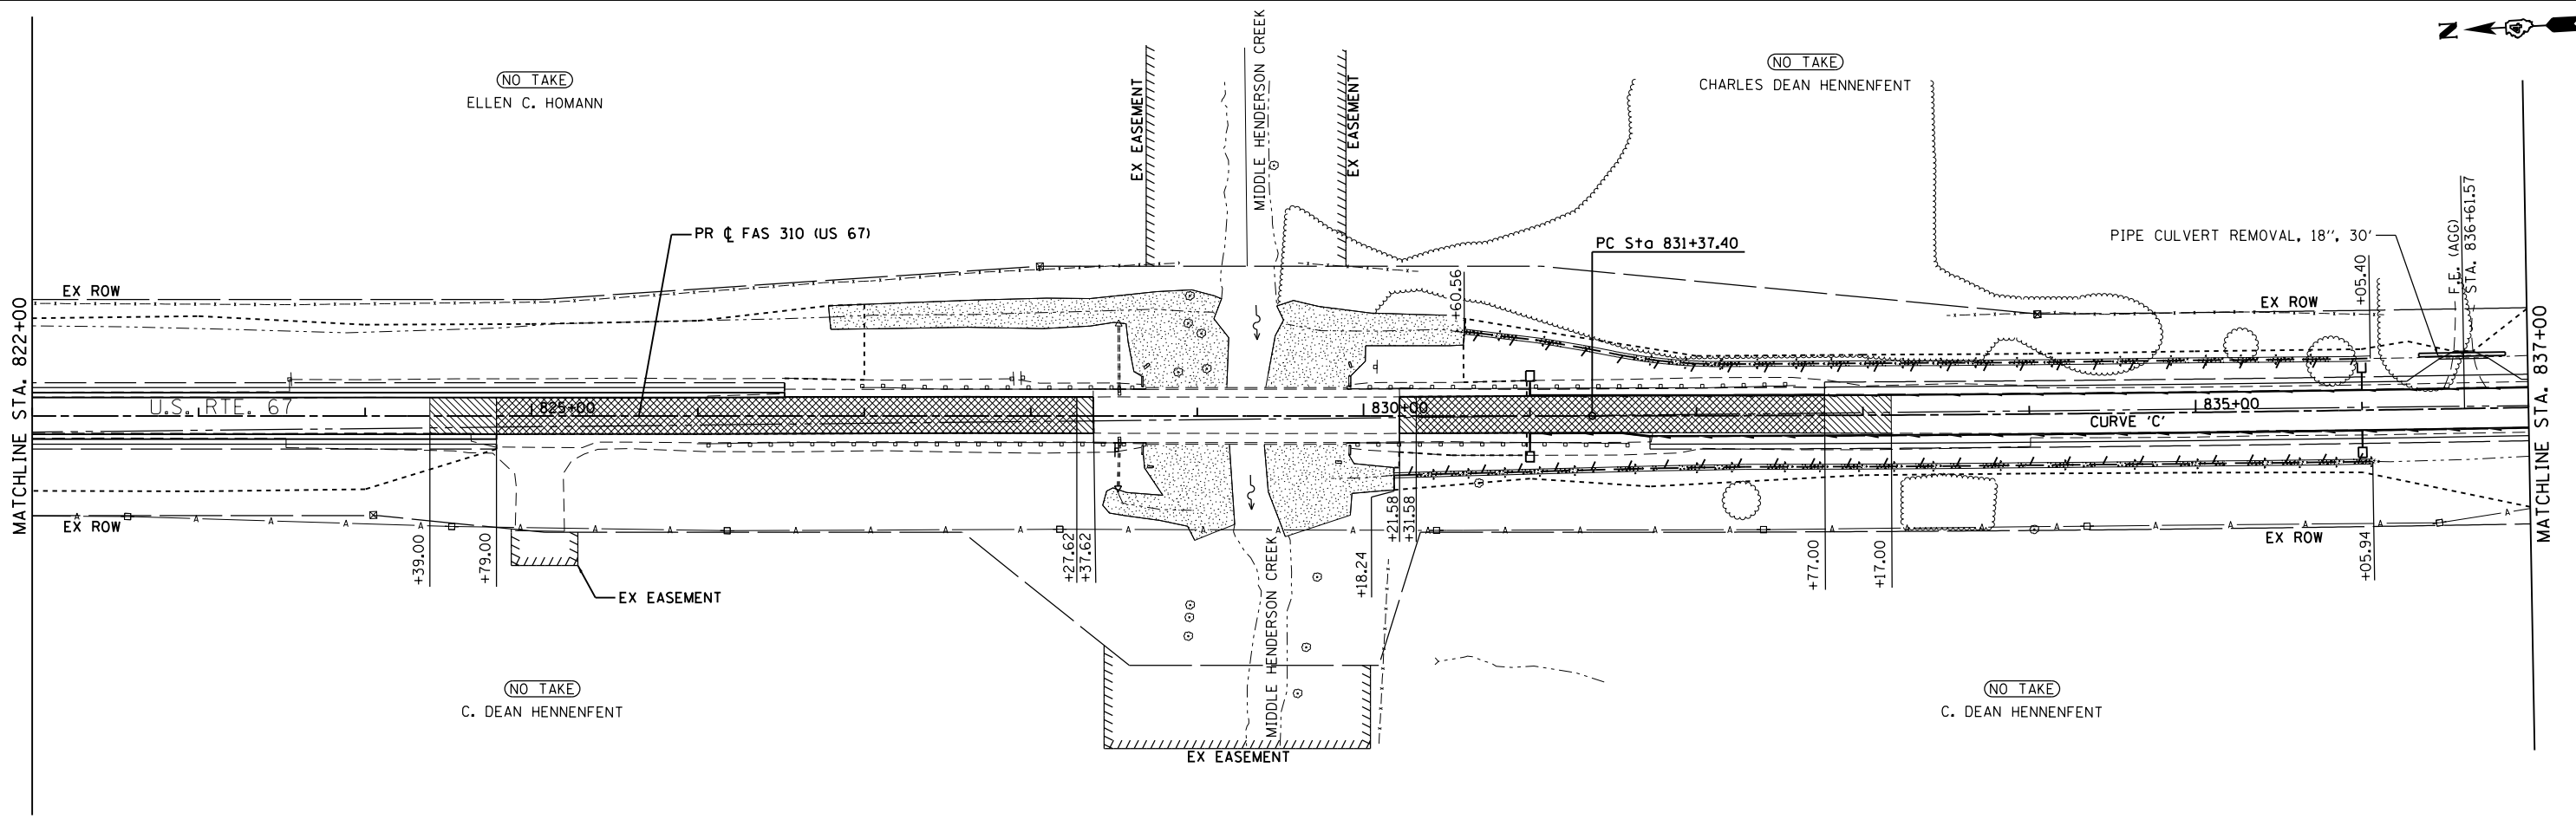 N
NO TAKE
ELLEN C. HOMANN
EX EASEMENT
MIDDLE HENDERSON CREEK
EX EASEMENT
NO TAKE
CHARLES DEAN HENNENFENT
PR ℄ FAS 310 (US 67)
PC Sta 831+37.40
PIPE CULVERT REMOVAL, 18", 30'
F.E. (AGG)
STA. 836+61.57
EX ROW
+60.56
EX ROW
+05.40
MATCHLINE STA. 822+00
U.S. RTE. 67
825+00
830+00
835+00
CURVE 'C'
MATCHLINE STA. 837+00
EX ROW
EX ROW
+39.00
+79.00
+27.62
+37.62
+18.24
+21.58
+31.58
+77.00
+17.00
+05.94
EX EASEMENT
MIDDLE HENDERSON CREEK
NO TAKE
C. DEAN HENNENFENT
NO TAKE
C. DEAN HENNENFENT
EX EASEMENT